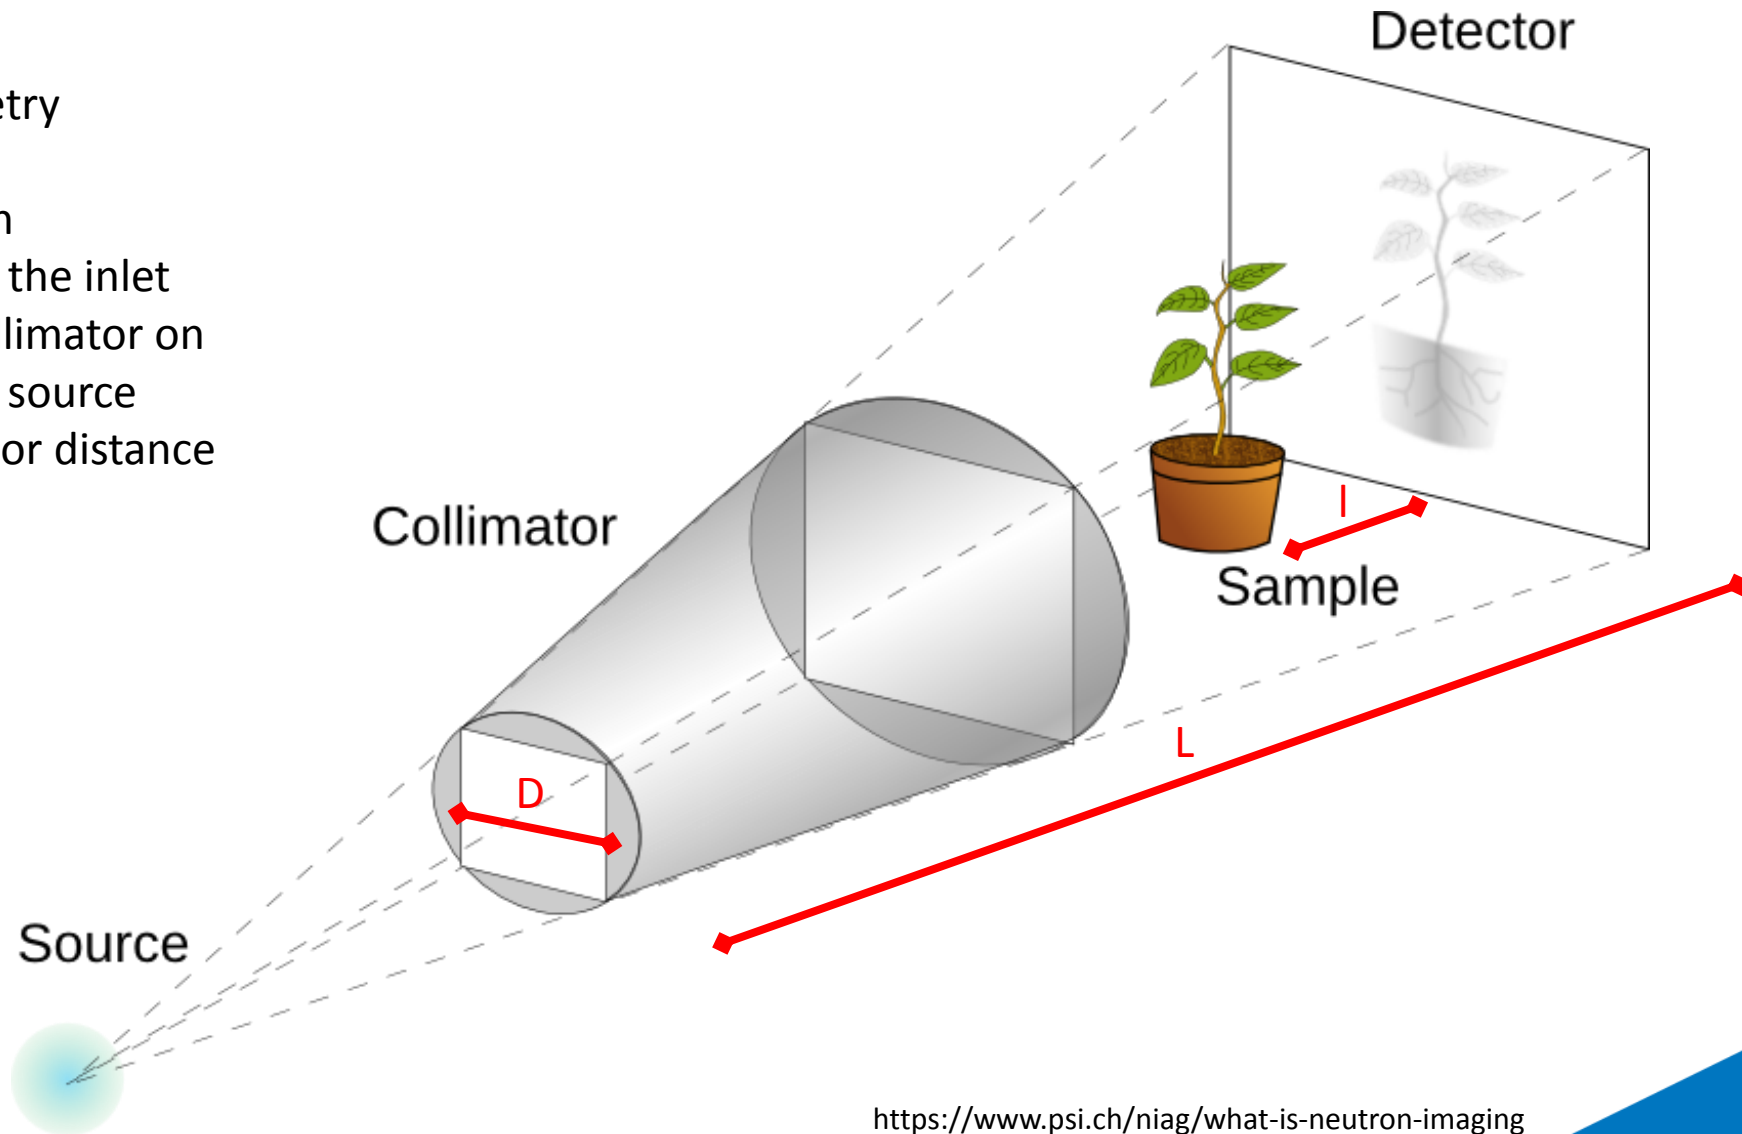 Detector
etry
n
the inlet
limator on
source
or distance
Collimator
l
Sample
L
D
Source
https://www.psi.ch/niag/what-is-neutron-imaging